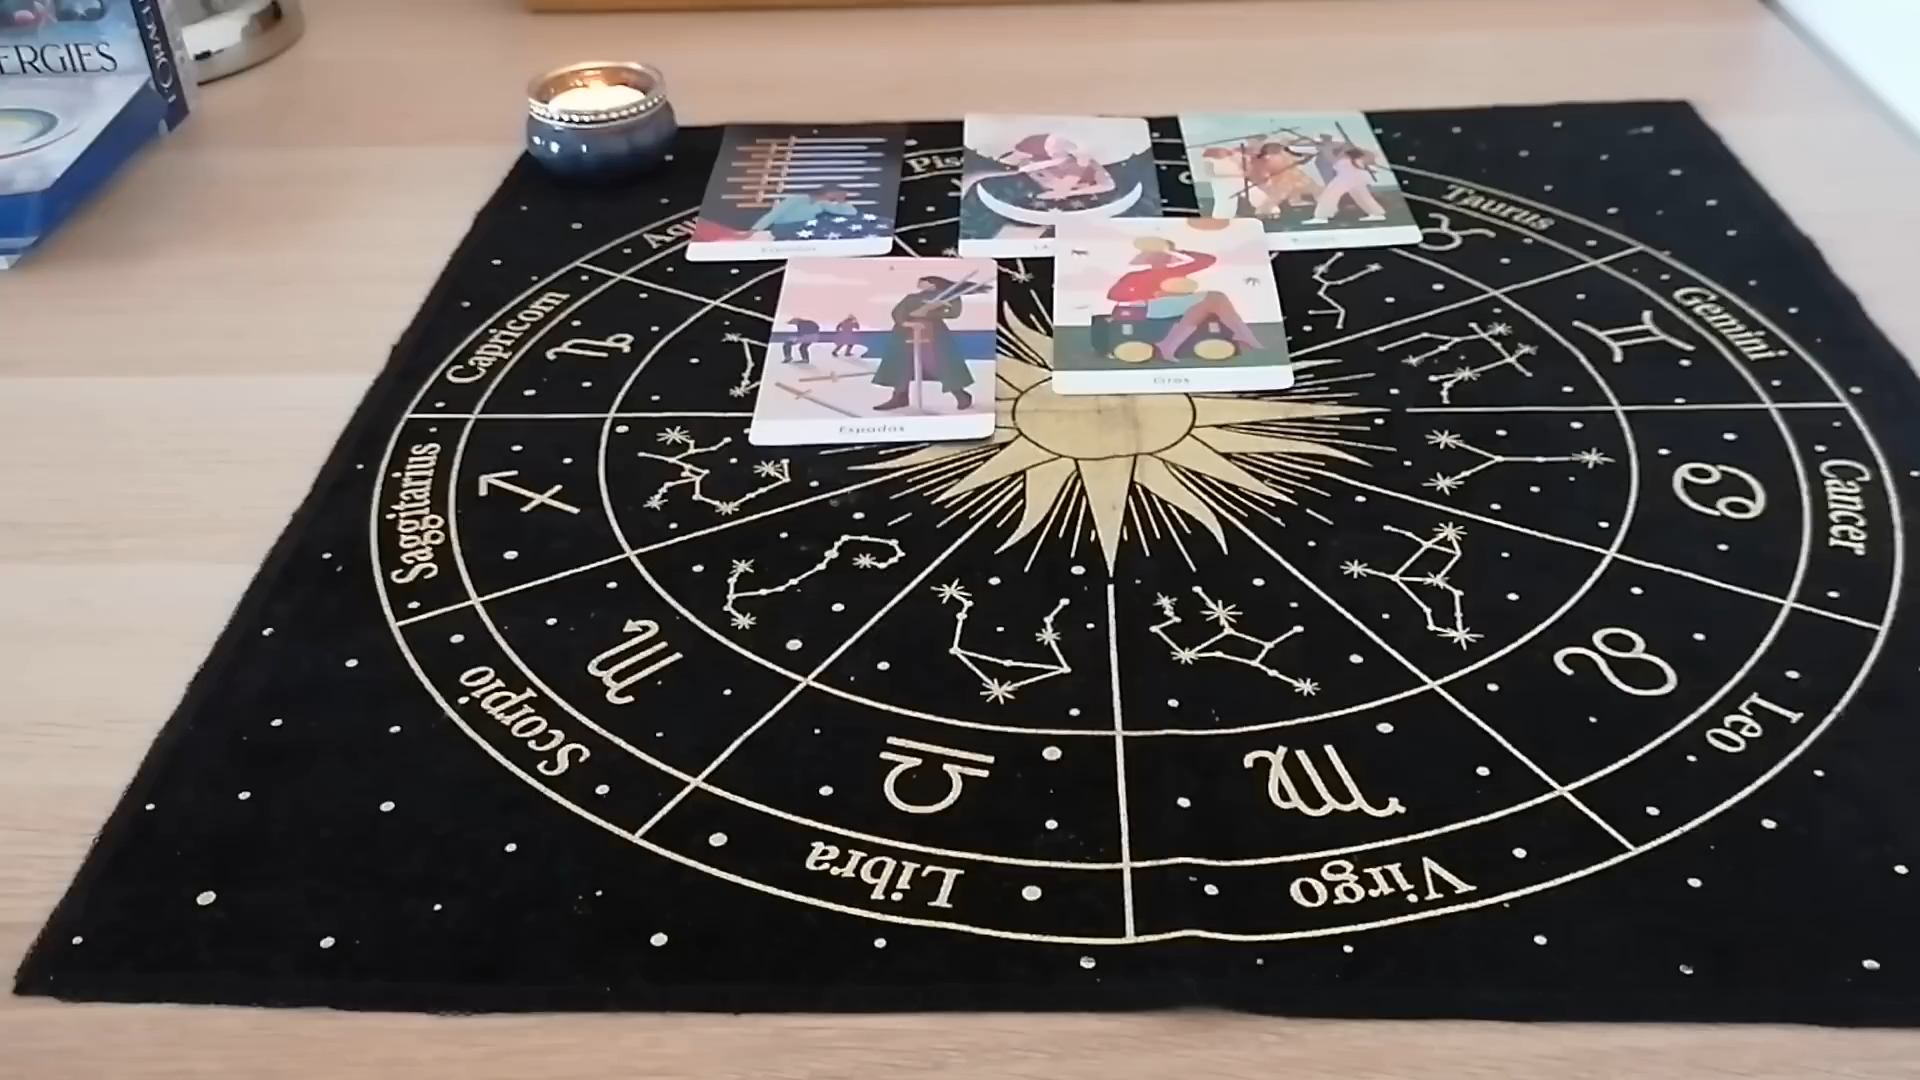 ERGIES
Pis
Taurus
Aqu
Capricorn
Gemini
Oros
Espadas
Saggitarius
Cancer
Scorpio
Leo
Libra
Virgo